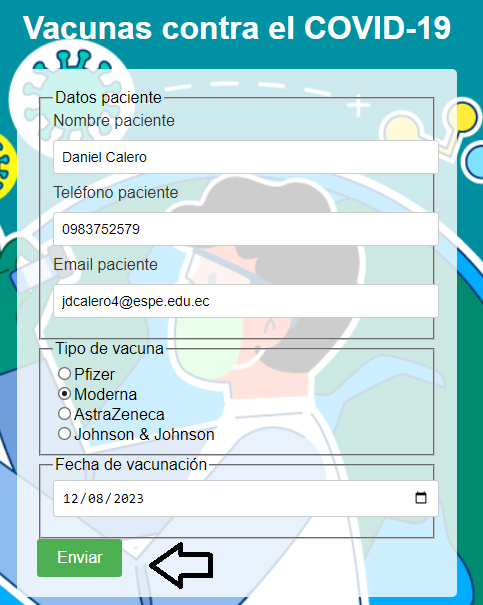 Vacunas contra el COVID-19
Datos paciente
Nombre paciente
Daniel Calero
Teléfono paciente
0983752579
Email paciente
jdcalero4@espe.edu.ec
Tipo de vacuna
Pfizer
Moderna
AstraZeneca
Johnson & Johnson
Fecha de vacunación
12/08/2023
Enviar